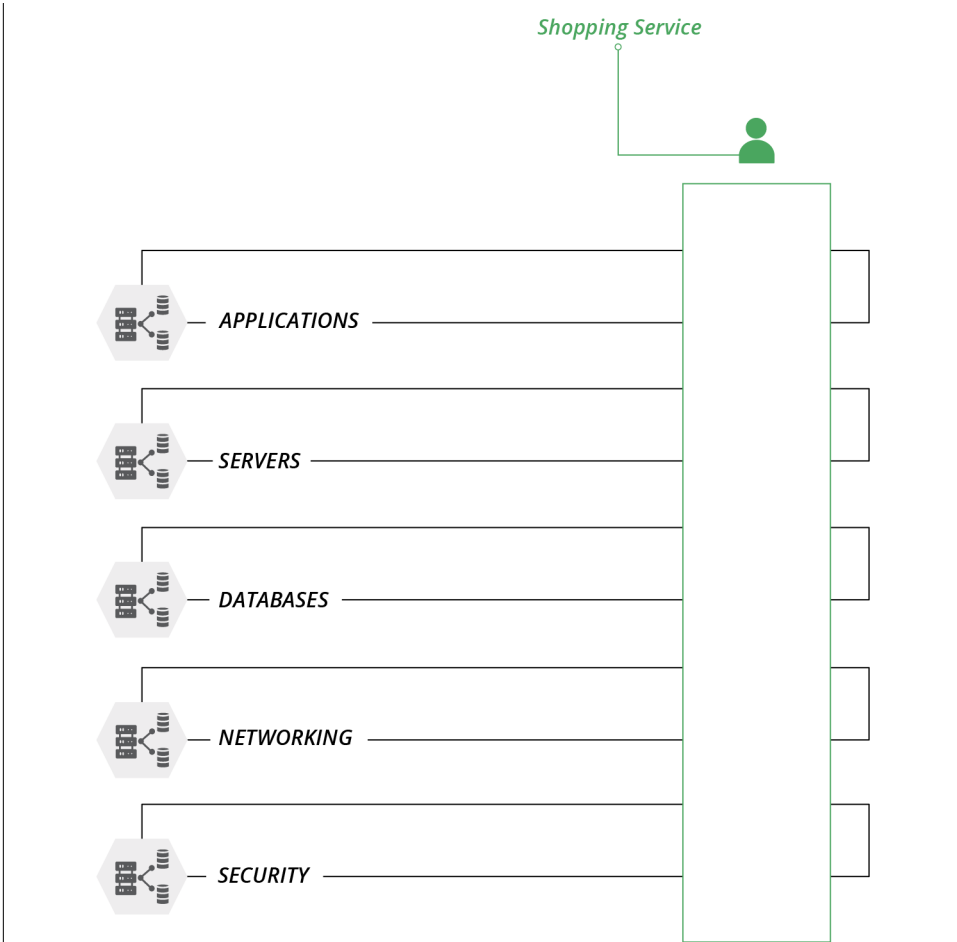 Shopping Service
APPLICATIONS
SERVERS
DATABASES
NETWORKING
SECURITY